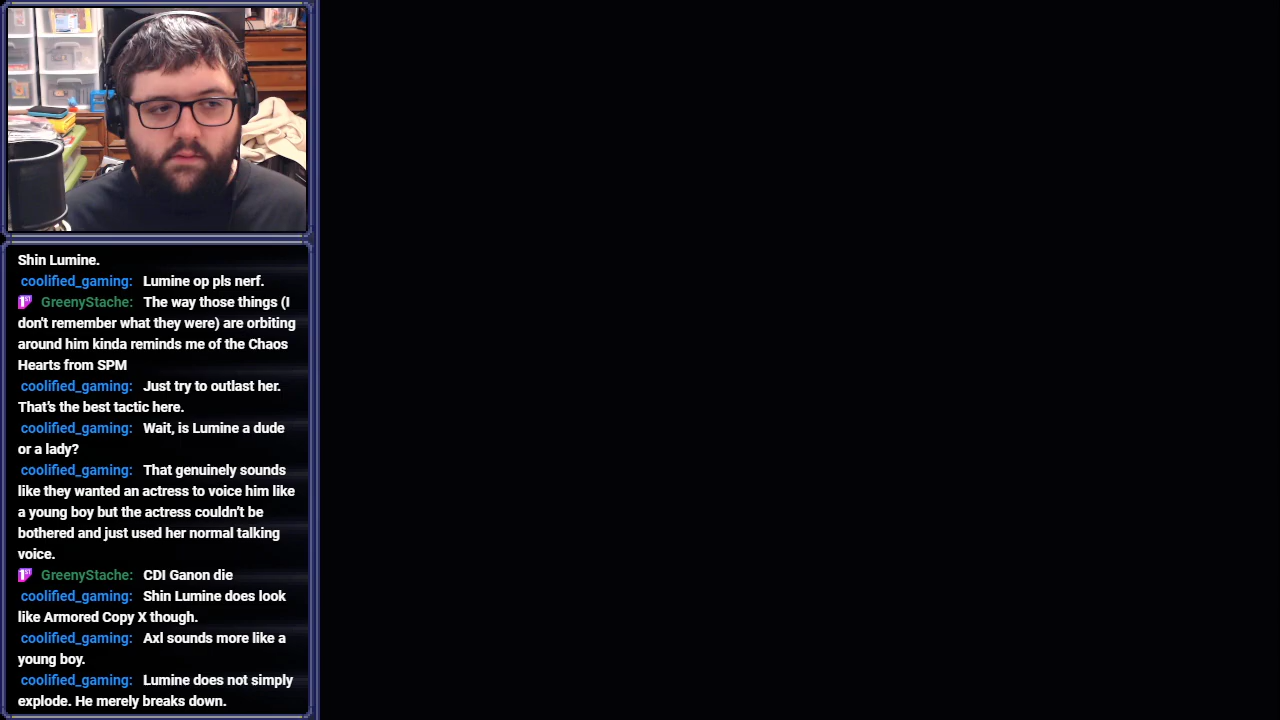 Shin Lumine.
coolified_gaming: Lumine op pls nerf.
1ST GreenyStache: The way those things (I
don't remember what they were) are orbiting
around him kinda reminds me of the Chaos
Hearts from SPM
coolified_gaming: Just try to outlast her.
That's the best tactic here.
coolified_gaming: Wait, is Lumine a dude
or a lady?
coolified_gaming: That genuinely sounds
like they wanted an actress to voice him like
a young boy but the actress couldn't be
bothered and just used her normal talking
voice.
1ST GreenyStache: CDI Ganon die
coolified_gaming: Shin Lumine does look
like Armored Copy X though.
coolified_gaming: Axl sounds more like a
young boy.
coolified_gaming: Lumine does not simply
explode. He merely breaks down.